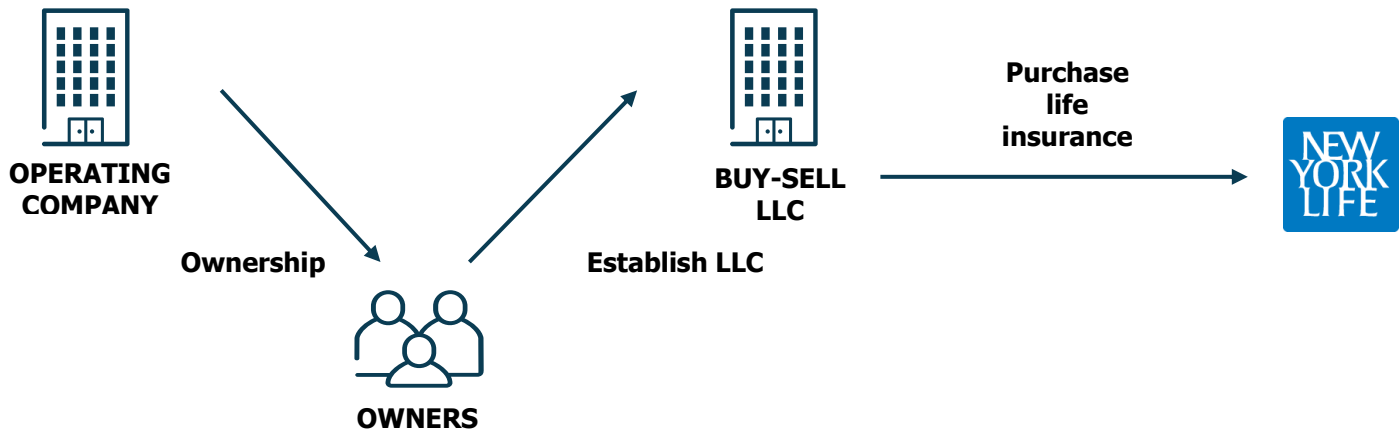 OPERATING
COMPANY
Ownership
OWNERS
Establish LLC
BUY-SELL
LLC
Purchase
life
insurance
NEW
YORK
LIFE